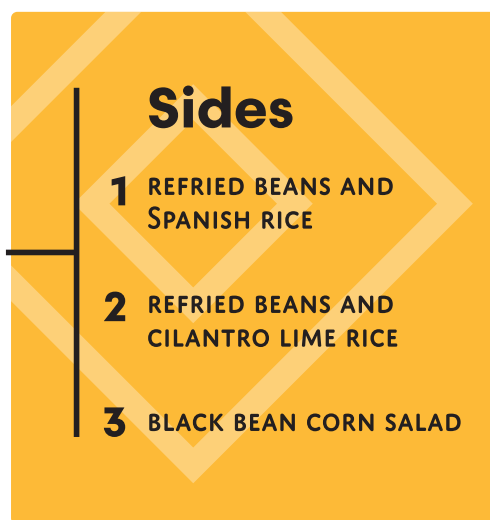 Sides
1 REFRIED BEANS AND
SPANISH RICE
2 REFRIED BEANS AND
CILANTRO LIME RICE
3 BLACK BEAN CORN SALAD